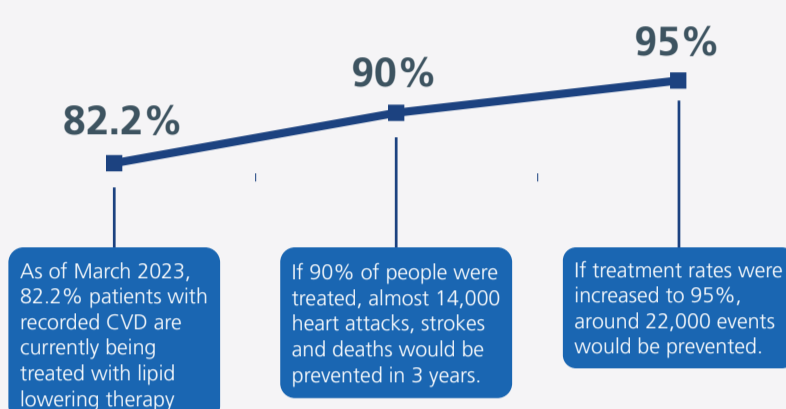 82.2%
90%
95%
As of March 2023,
82.2% patients with
recorded CVD are
currently being
treated with lipid
lowering therapy
If 90% of people were
treated, almost 14,000
heart attacks, strokes
and deaths would be
prevented in 3 years.
If treatment rates were
increased to 95%,
around 22,000 events
would be prevented.